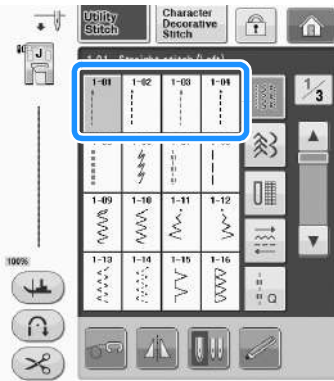 Utility
Stitch
Character
Decorative
Stitch
J
1-01 Straight stitch (Left)
1-01 1-02 1-03 1-04
1/3
1-09 1-10 1-11 1-12
1-13 1-14 1-15 1-16
100%
Q